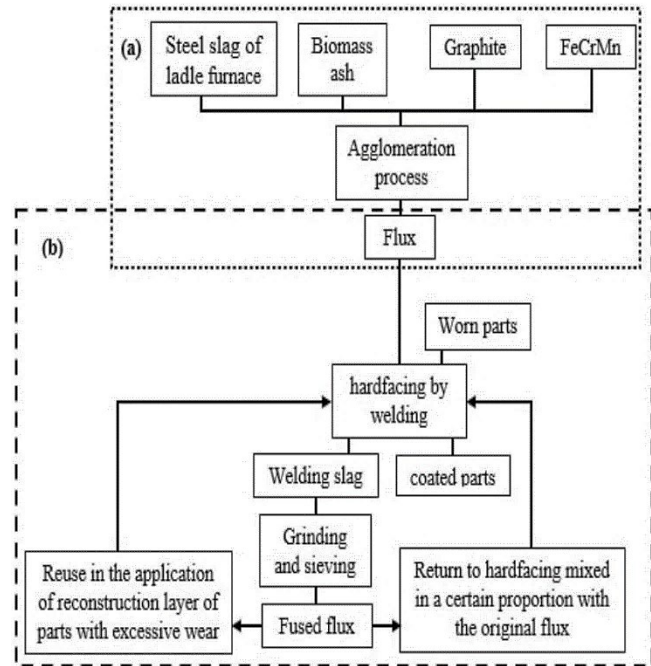 (a)
Steel slag of
ladle furnace
Biomass
ash
Graphite
FeCrMn
Agglomeration
process
(b)
Flux
Worn parts
hardfacing by
welding
Welding slag
coated parts
Grinding
and sieving
Reuse in the application
of reconstruction layer of
parts with excessive wear
Fused flux
Return to hardfacing mixed
in a certain proportion with
the original flux